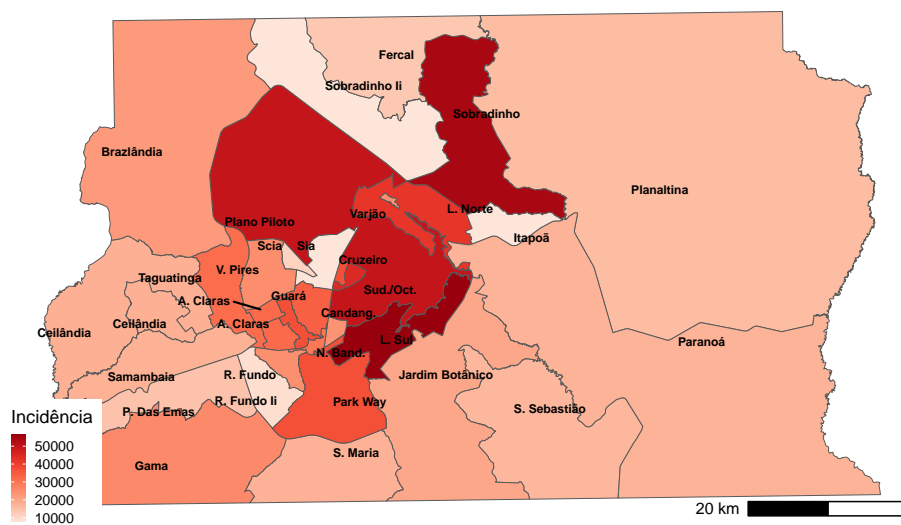 Fercal
Sobradinho Ii
Sobradinho
Brazlândia
Planaltina
L. Norte
Varjão
Plano Piloto
Itapoã
Scia
Sia
Cruzeiro
V. Pires
Taguatinga
Sud./Oct.
Guará
A. Claras
Candang.
A. Claras
Ceilândia
Ceilândia
L. Sul
Paranoá
N. Band.
R. Fundo
Jardim Botânico
Samambaia
R. Fundo Ii
Park Way
P. Das Emas
S. Sebastião
S. Maria
Gama
Incidência
50000
40000
30000
20000
10000
20 km